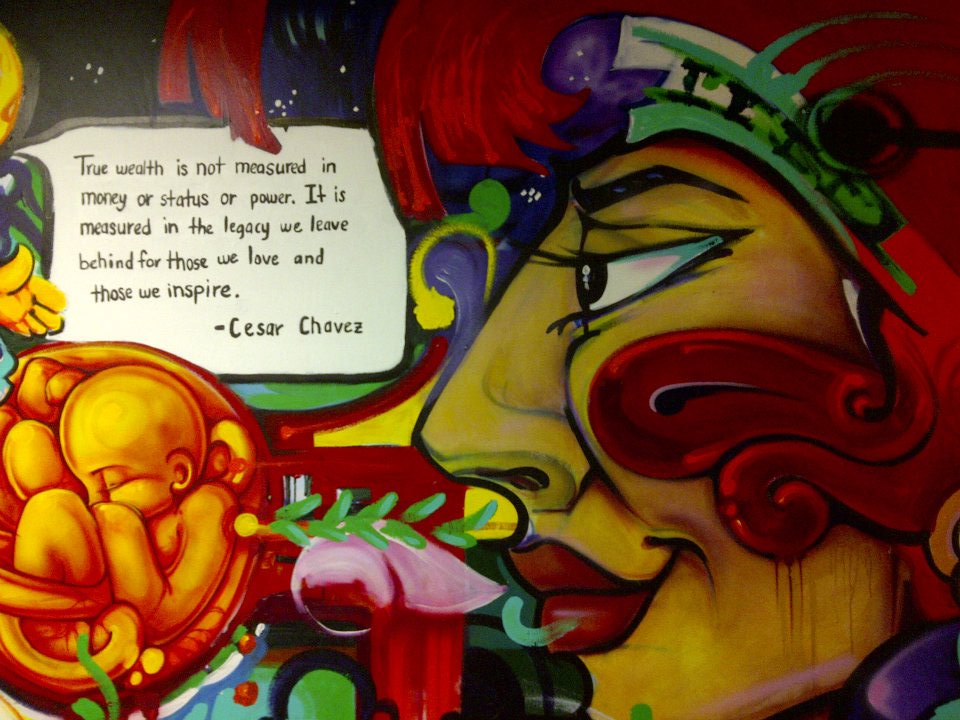 True wealth is not measured in
money or status or power. It is
measured in the legacy we leave
behind for those we love and
those we inspire.
-Cesar Chavez